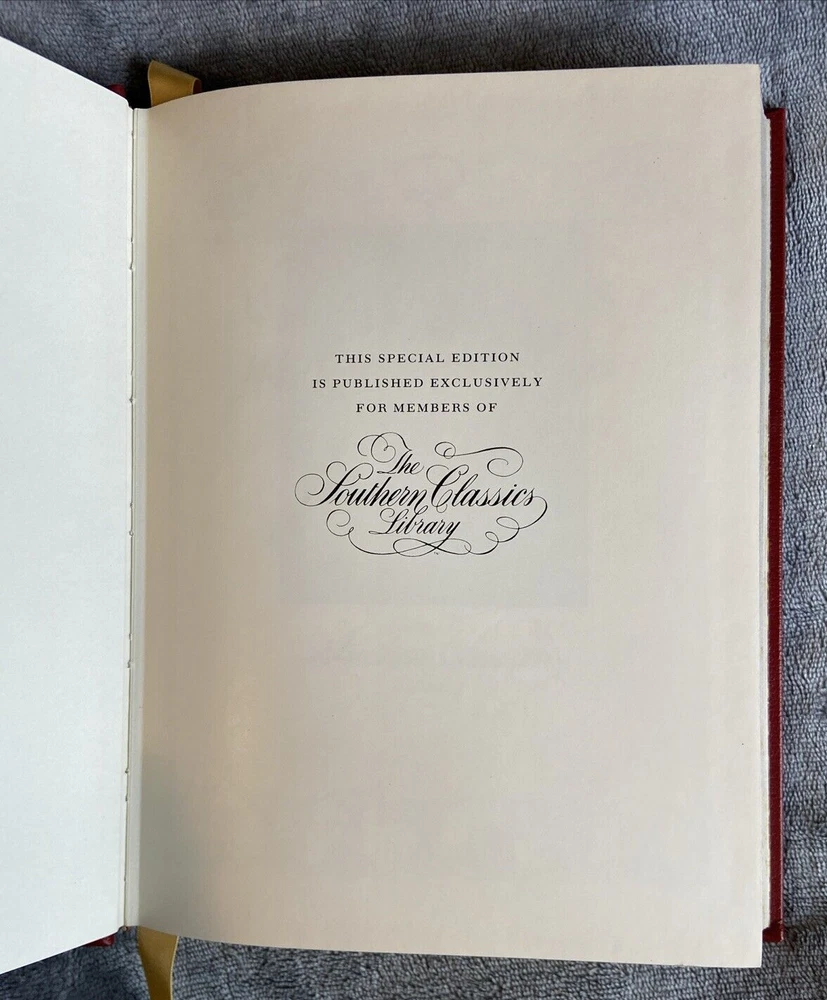 THIS SPECIAL EDITION
IS PUBLISHED EXCLUSIVELY
FOR MEMBERS OF
The
Southern Classics
Library